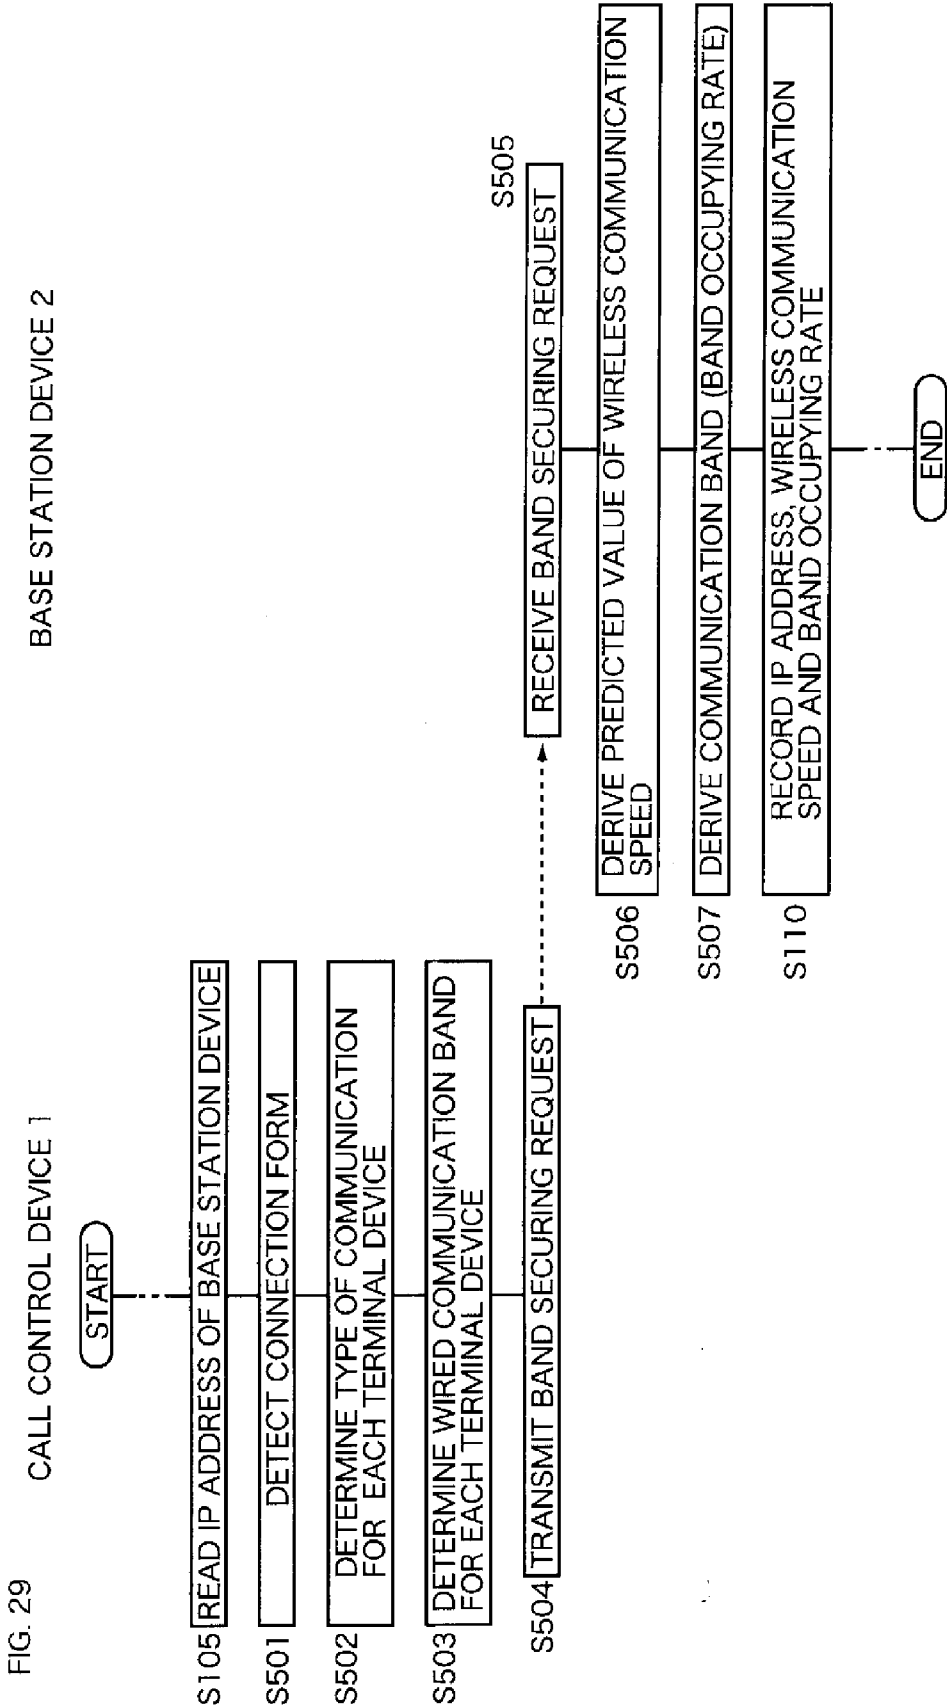 FIG. 29
CALL CONTROL DEVICE 1
BASE STATION DEVICE 2
START
S105
READ IP ADDRESS OF BASE STATION DEVICE
S501
DETECT CONNECTION FORM
S502
DETERMINE TYPE OF COMMUNICATION
FOR EACH TERMINAL DEVICE
S503
DETERMINE WIRED COMMUNICATION BAND
FOR EACH TERMINAL DEVICE
S504
TRANSMIT BAND SECURING REQUEST
S505
RECEIVE BAND SECURING REQUEST
S506
DERIVE PREDICTED VALUE OF WIRELESS COMMUNICATION
SPEED
S507
DERIVE COMMUNICATION BAND (BAND OCCUPYING RATE)
S110
RECORD IP ADDRESS, WIRELESS COMMUNICATION
SPEED AND BAND OCCUPYING RATE
END